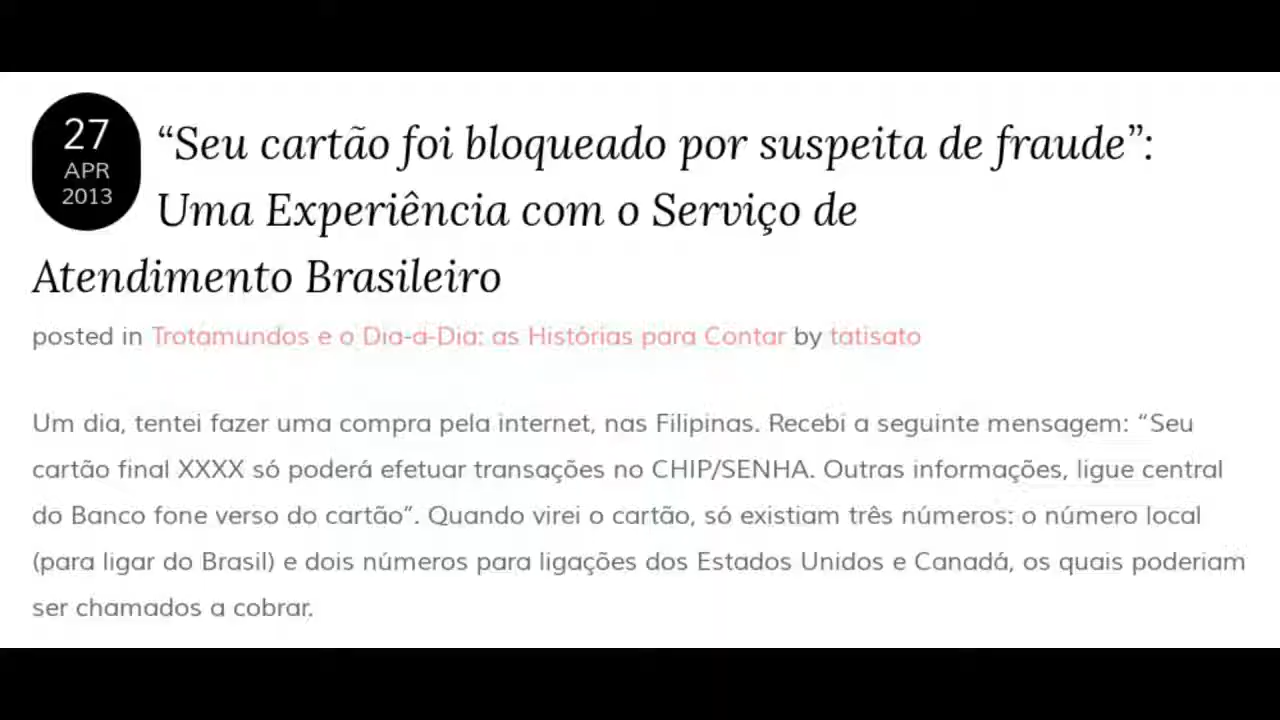 27
APR
2013
“Seu cartão foi bloqueado por suspeita de fraude”:
Uma Experiência com o Serviço de
Atendimento Brasileiro
posted in Trotamundos e o Dia-a-Dia: as Histórias para Contar by tatisato
Um dia, tentei fazer uma compra pela internet, nas Filipinas. Recebi a seguinte mensagem: “Seu
cartão final XXXX só poderá efetuar transações no CHIP/SENHA. Outras informações, ligue central
do Banco fone verso do cartão”. Quando virei o cartão, só existiam três números: o número local
(para ligar do Brasil) e dois números para ligações dos Estados Unidos e Canadá, os quais poderiam
ser chamados a cobrar.